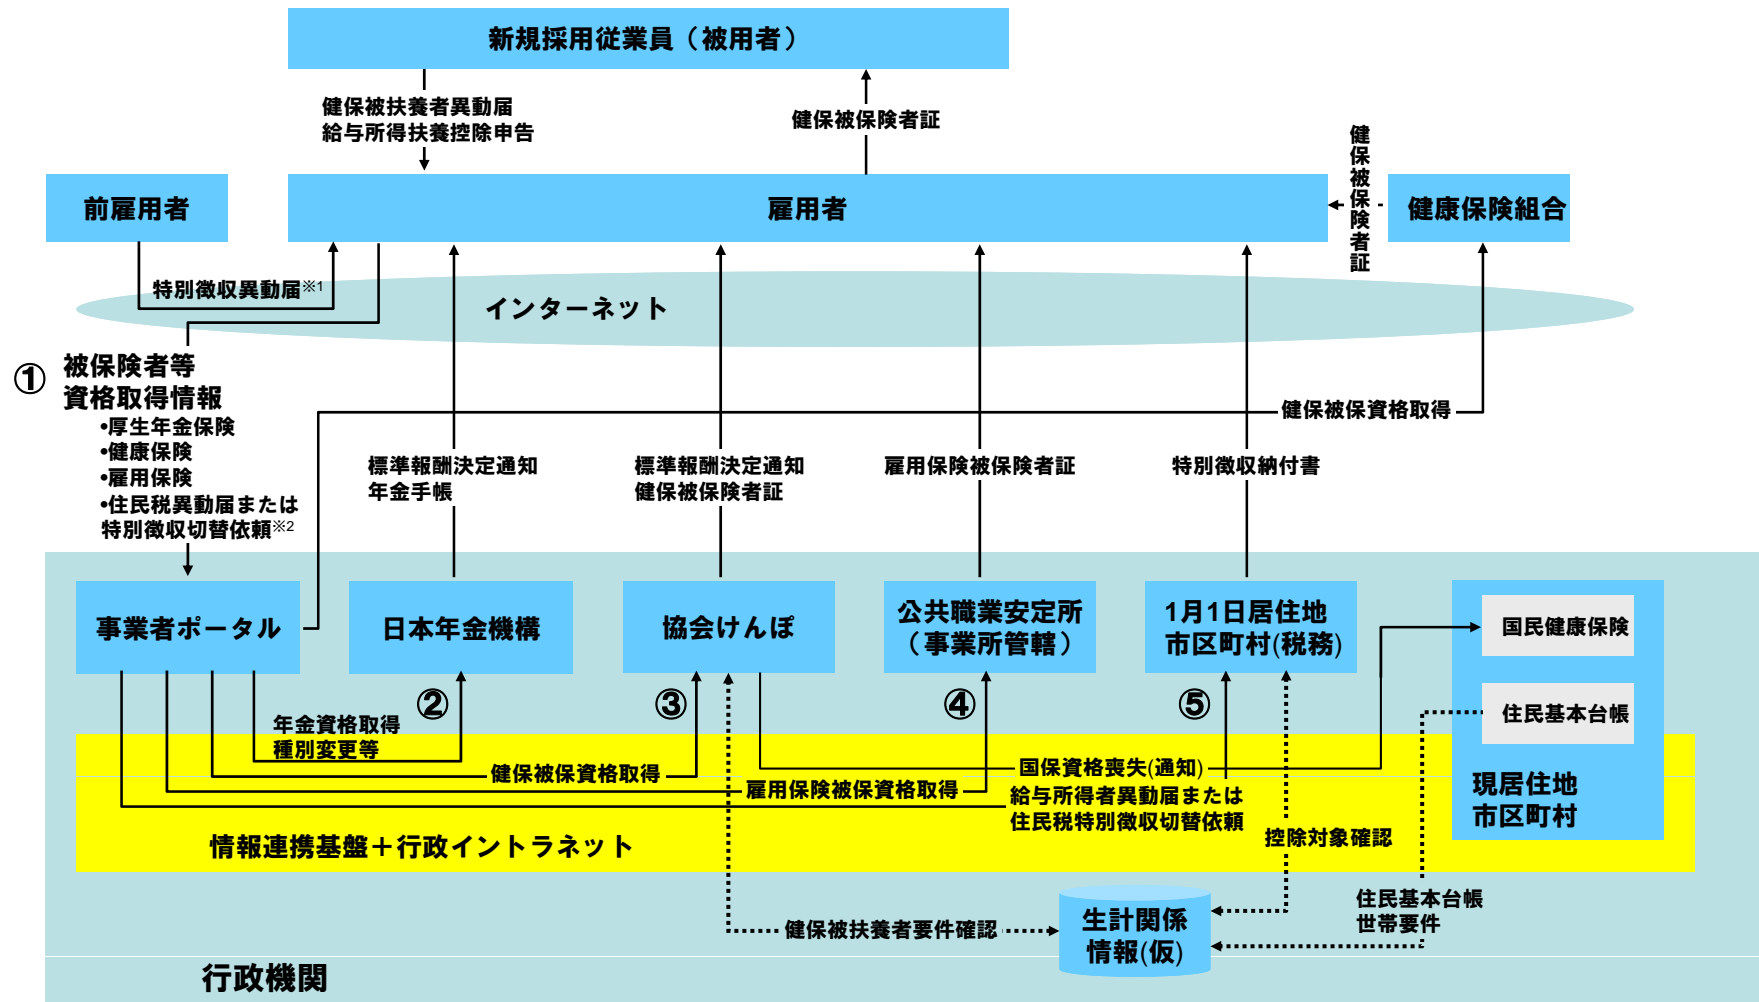 新規採用従業員（被用者）
健保被扶養者異動届
給与所得扶養控除申告
健保被保険者証
健保被保険者証
前雇用者
雇用者
健康保険組合
特別徴収異動届※1
インターネット
①
被保険者等
資格取得情報
•厚生年金保険
•健康保険
•雇用保険
•住民税異動届または
特別徴収切替依頼※2
健保被保資格取得
標準報酬決定通知
年金手帳
標準報酬決定通知
健保被保険者証
雇用保険被保険者証
特別徴収納付書
事業者ポータル
日本年金機構
協会けんぽ
公共職業安定所
（事業所管轄）
1月1日居住地
市区町村(税務)
国民健康保険
住民基本台帳
現居住地
市区町村
②
③
④
⑤
年金資格取得
種別変更等
健保被保資格取得
国保資格喪失(通知)
雇用保険被保資格取得
給与所得者異動届または
住民税特別徴収切替依頼
情報連携基盤＋行政イントラネット
控除対象確認
住民基本台帳
世帯要件
健保被扶養者要件確認
生計関係
情報(仮)
行政機関